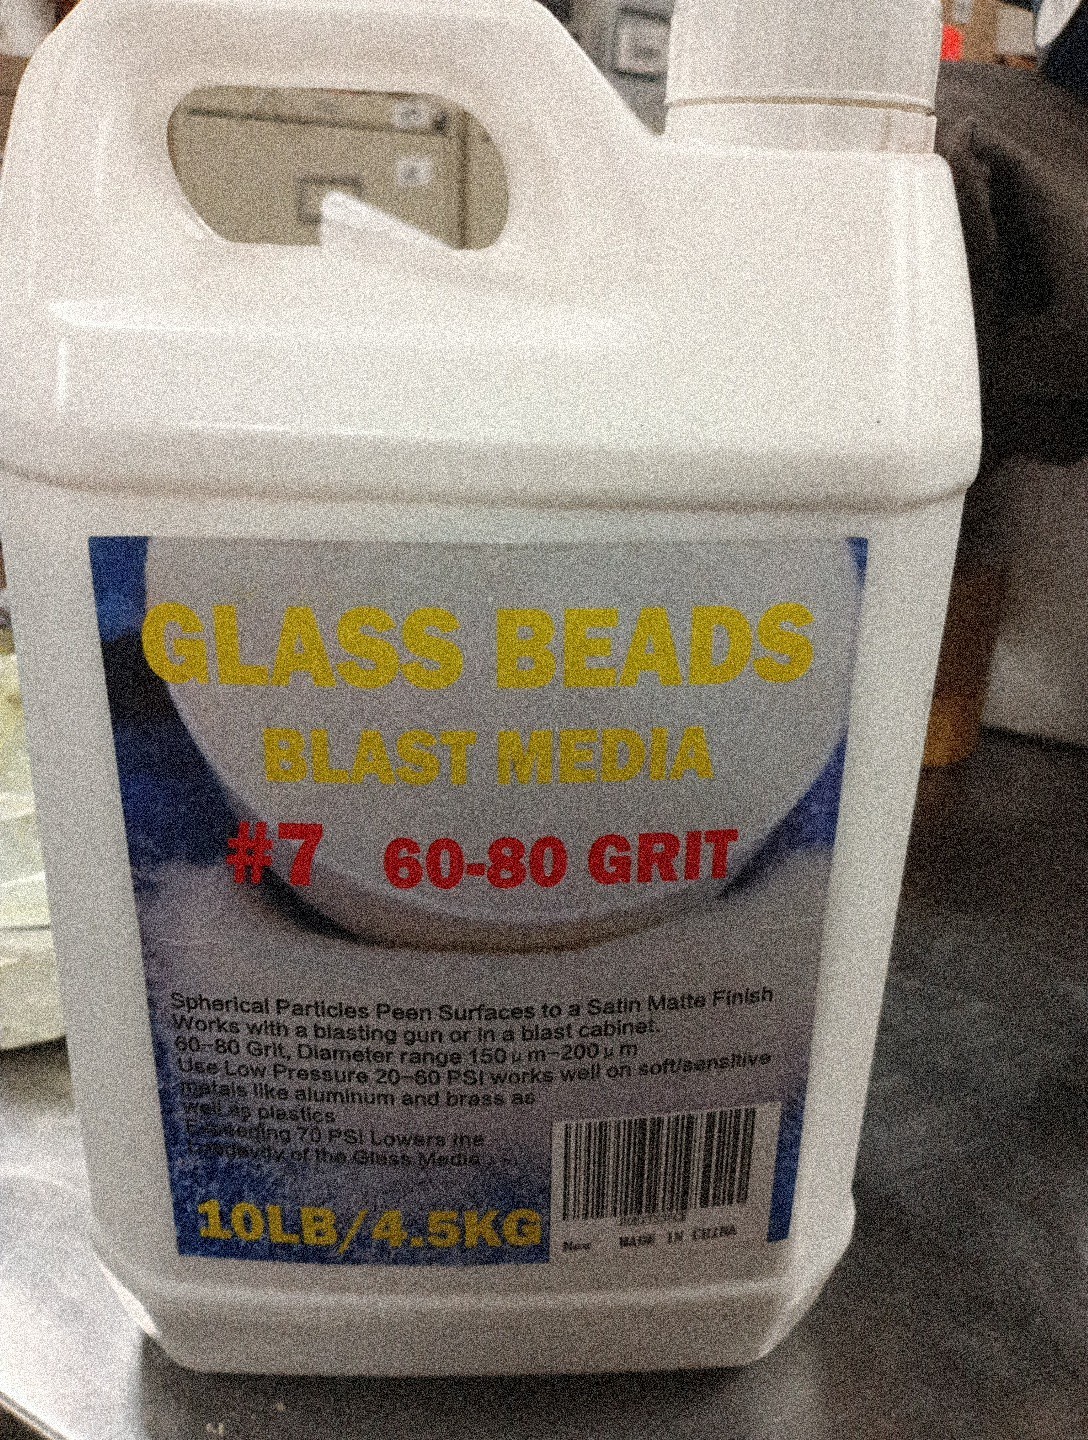 GLASS BEADS
BLAST MEDIA
#7 60-80 GRIT
Spherical Particles Peen Surfaces to a Satin Matte Finish
Works with a blasting gun or in a blast cabinet.
60-80 Grit, Diameter range 150μm-200μm
Use Low Pressure 20-60 PSI works well on soft/sensitive
metals like aluminum and brass as
well as plastics
Exceeding 70 PSI Lowers the
Longevity of the Glass Media
10LB/4.5KG
New MADE IN CHINA